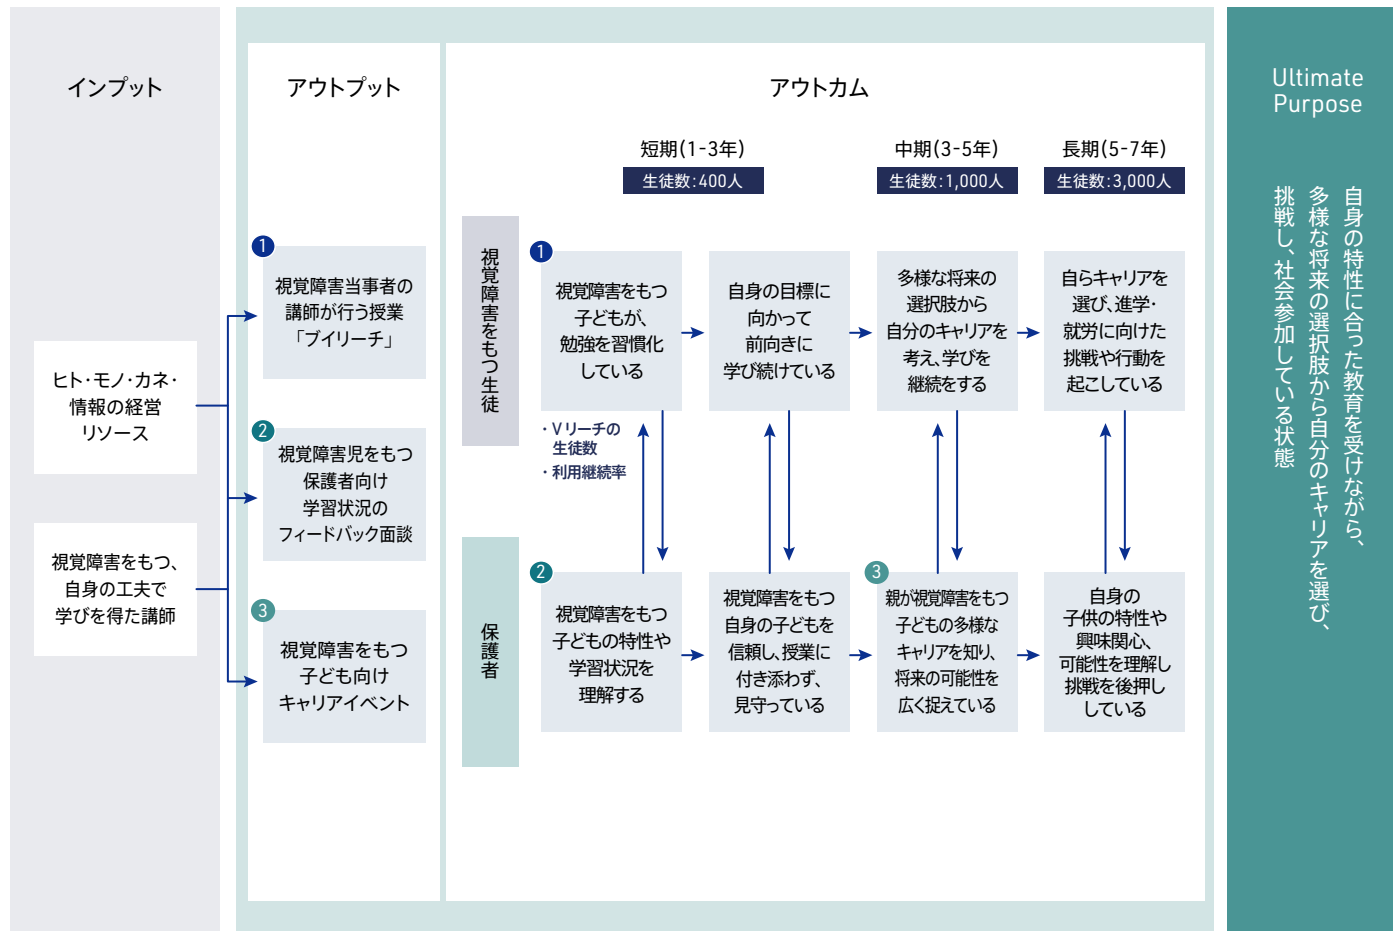 インプット
ヒト・モノ・カネ・
情報の経営
リソース
視覚障害をもつ、
自身の工夫で
学びを得た講師
アウトプット
1
視覚障害当事者の
講師が行う授業
「ブイリーチ」
2
視覚障害児をもつ
保護者向け
学習状況の
フィードバック面談
3
視覚障害をもつ
子ども向け
キャリアイベント
アウトカム
短期(1-3年)
生徒数:400人
中期(3-5年)
生徒数:1,000人
長期(5-7年)
生徒数:3,000人
視覚障害をもつ生徒
1
視覚障害をもつ
子どもが、
勉強を習慣化
している
自身の目標に
向かって
前向きに
学び続けている
多様な将来の
選択肢から
自分のキャリアを
考え、学びを
継続をする
自らキャリアを
選び、進学・
就労に向けた
挑戦や行動を
起こしている
・Vリーチの
生徒数
・利用継続率
保護者
2
視覚障害をもつ
子どもの特性や
学習状況を
理解する
視覚障害をもつ
自身の子どもを
信頼し、授業に
付き添わず、
見守っている
3
親が視覚障害をもつ
子どもの多様な
キャリアを知り、
将来の可能性を
広く捉えている
自身の
子供の特性や
興味関心、
可能性を理解し
挑戦を後押し
している
Ultimate
Purpose
自身の特性に合った教育を受けながら、
多様な将来の選択肢から自分のキャリアを選び、
挑戦し、社会参加している状態